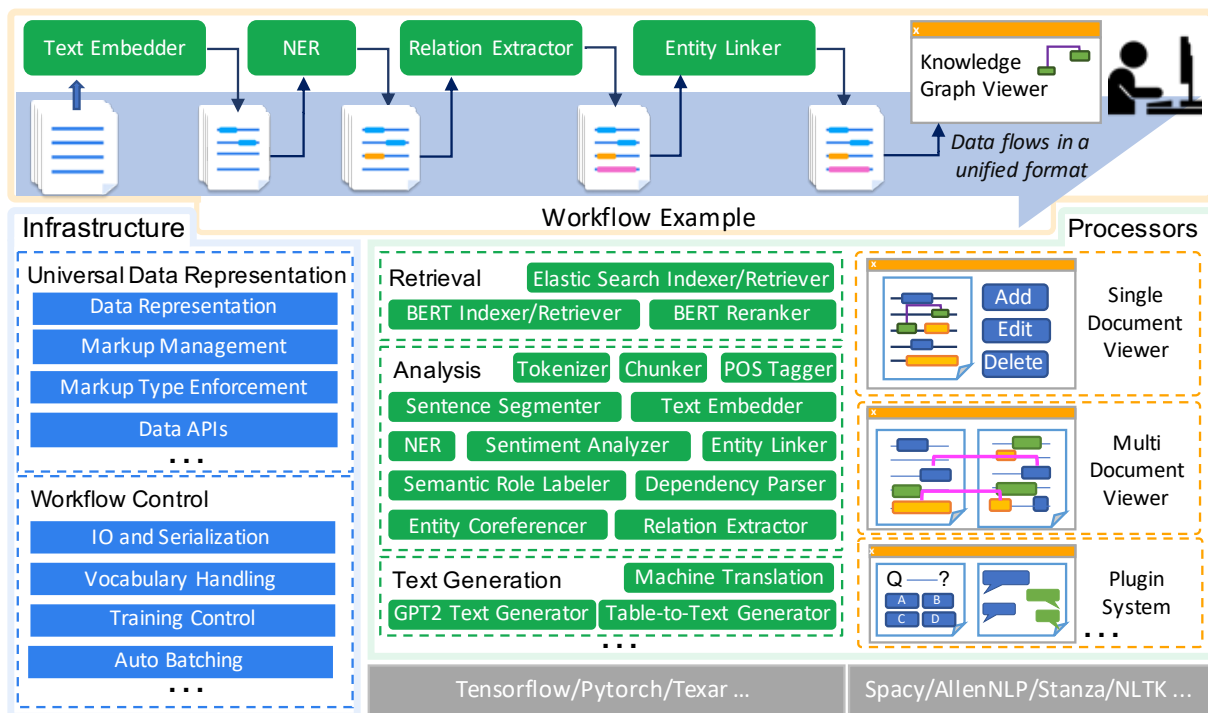 Text Embedder
NER
Relation Extractor
Entity Linker
x
Knowledge
Graph Viewer
Data flows in a
unified format
Workflow Example
Infrastructure
Universal Data Representation
Data Representation
Markup Management
Markup Type Enforcement
Data APIs
...
Workflow Control
IO and Serialization
Vocabulary Handling
Training Control
Auto Batching
...
Processors
Retrieval
Elastic Search Indexer/Retriever
BERT Indexer/Retriever
BERT Reranker
Analysis
Tokenizer
Chunker
POS Tagger
Sentence Segmenter
Text Embedder
NER
Sentiment Analyzer
Entity Linker
Semantic Role Labeler
Dependency Parser
Entity Coreferencer
Relation Extractor
Text Generation
Machine Translation
GPT2 Text Generator
Table-to-Text Generator
...
x
Add
Edit
Delete
Single
Document
Viewer
x
Multi
Document
Viewer
x
Q ——?
A
B
C
D
Plugin
System
...
Tensorflow/Pytorch/Texar ...
Spacy/AllenNLP/Stanza/NLTK ...